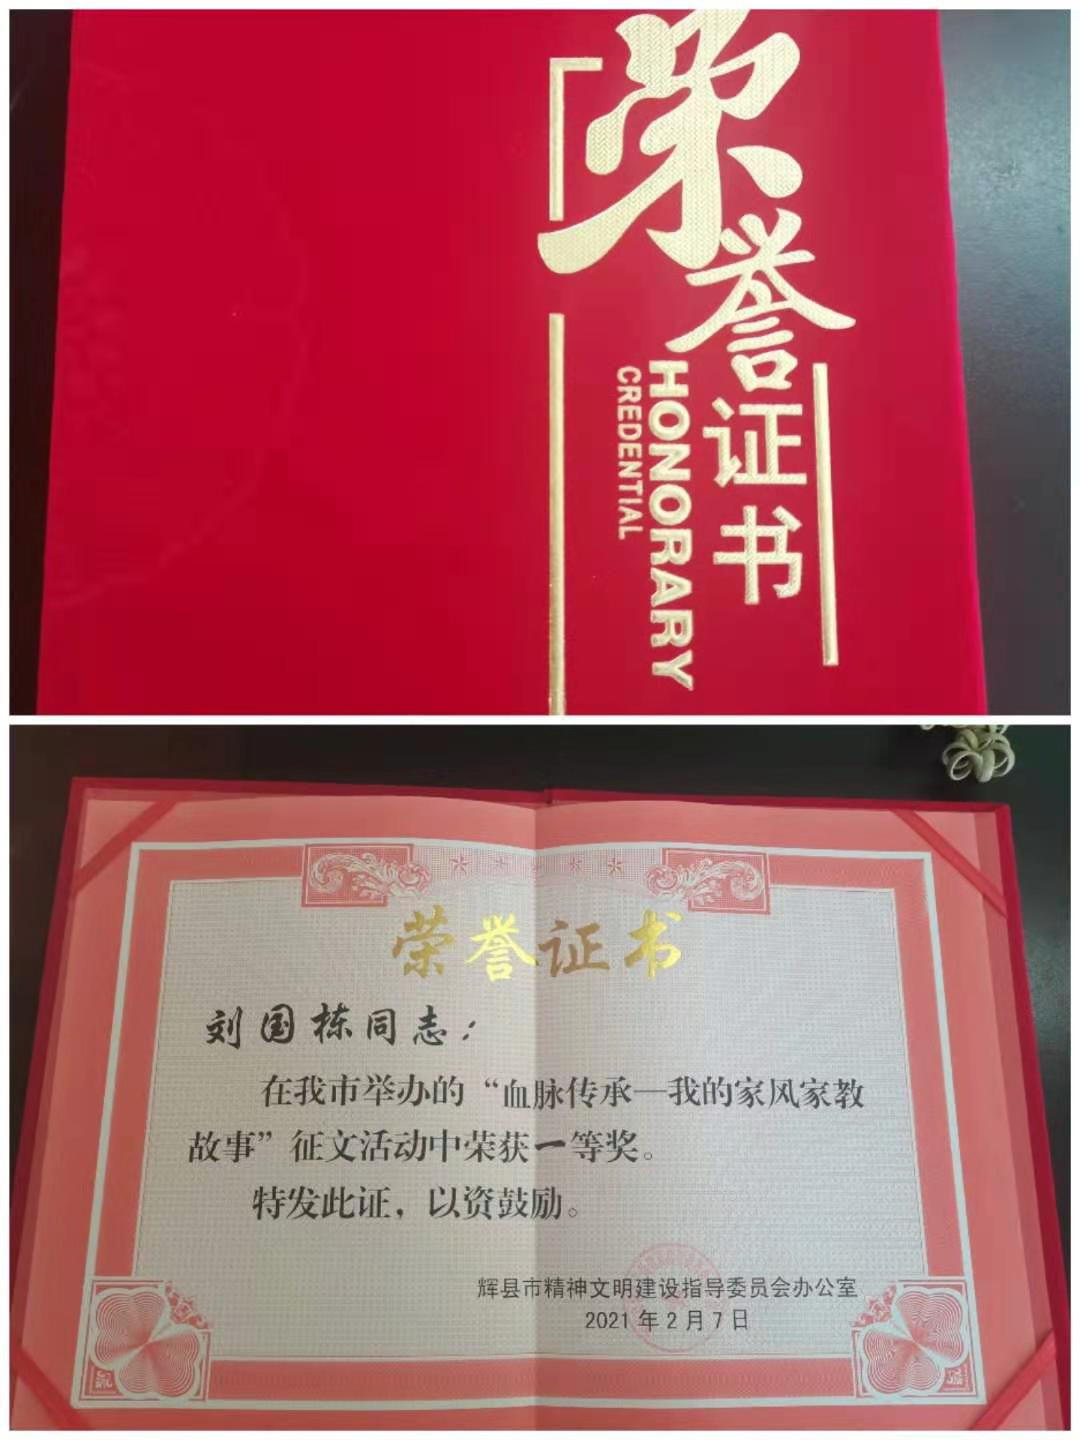 荣誉证书
HONORARY
CREDENTIAL
荣誉证书
刘国栋同志：
在我市举办的“血脉传承—我的家风家教
故事”征文活动中荣获一等奖。
特发此证，以资鼓励。
辉县市精神文明建设指导委员会办公室
2021年2月7日